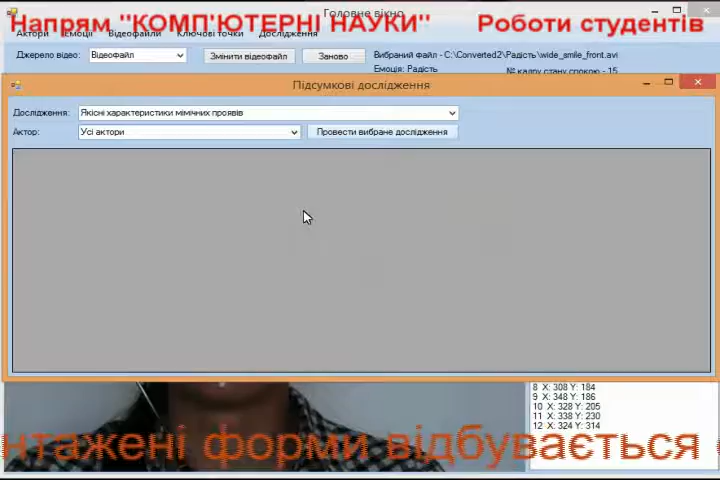 Головне вікно
Напрям "КОМП'ЮТЕРНІ НАУКИ" Роботи студентів
Актори Емоції Відеофайли Ключові точки Дослідження
Джерело відео: Відеофайл Змінити відеофайл Заново Вибраний файл - C:\Converted2\Радість\wide_smile_front.avi
Емоція: Радість № кадру стану спокою - 15
Підсумкові дослідження
Дослідження: Якісні характеристики мімічних проявів
Актор: Усі актори Провести вибране дослідження
8 X: 308 Y: 184
9 X: 348 Y: 186
10 X: 328 Y: 205
11 X: 338 Y: 230
12 X: 324 Y: 314
нтажені форми відбувається